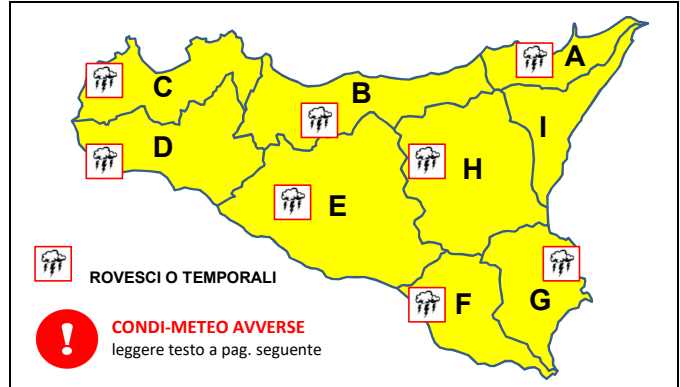 A
C
B
I
D
H
E
F
G
ROVESCI O TEMPORALI
!
CONDI-METEO AVVERSE
leggere testo a pag. seguente